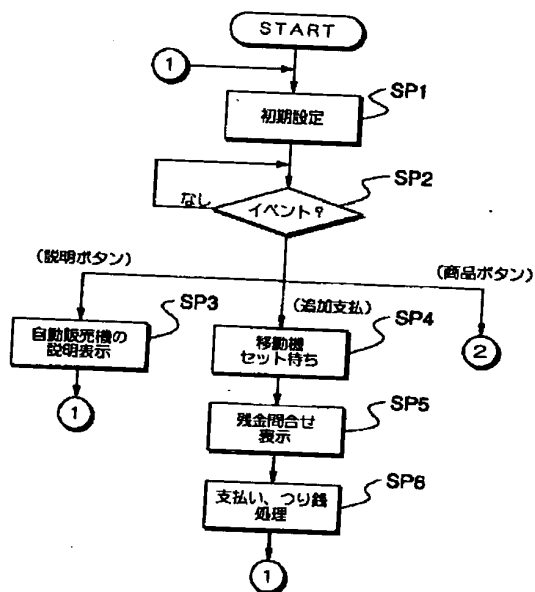 START
1
初期設定
SP1
イベント?
SP2
なし
(説明ボタン)
(追加支払)
(商品ボタン)
自動販売機の
説明表示
SP3
移動機
セット待ち
SP4
2
1
残金問合せ
表示
SP5
支払い、つり銭
処理
SP6
1